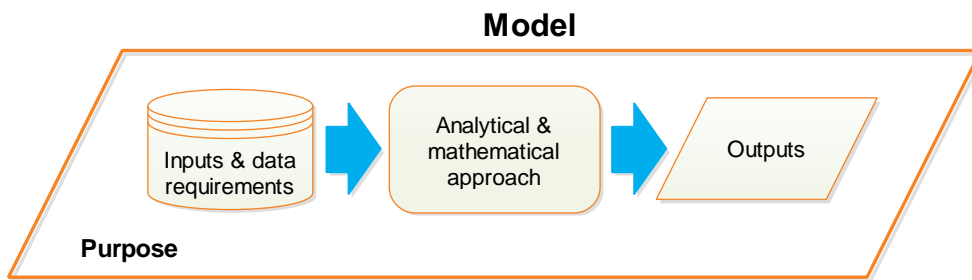 Model
Inputs & data
requirements
Analytical &
mathematical
approach
Outputs
Purpose